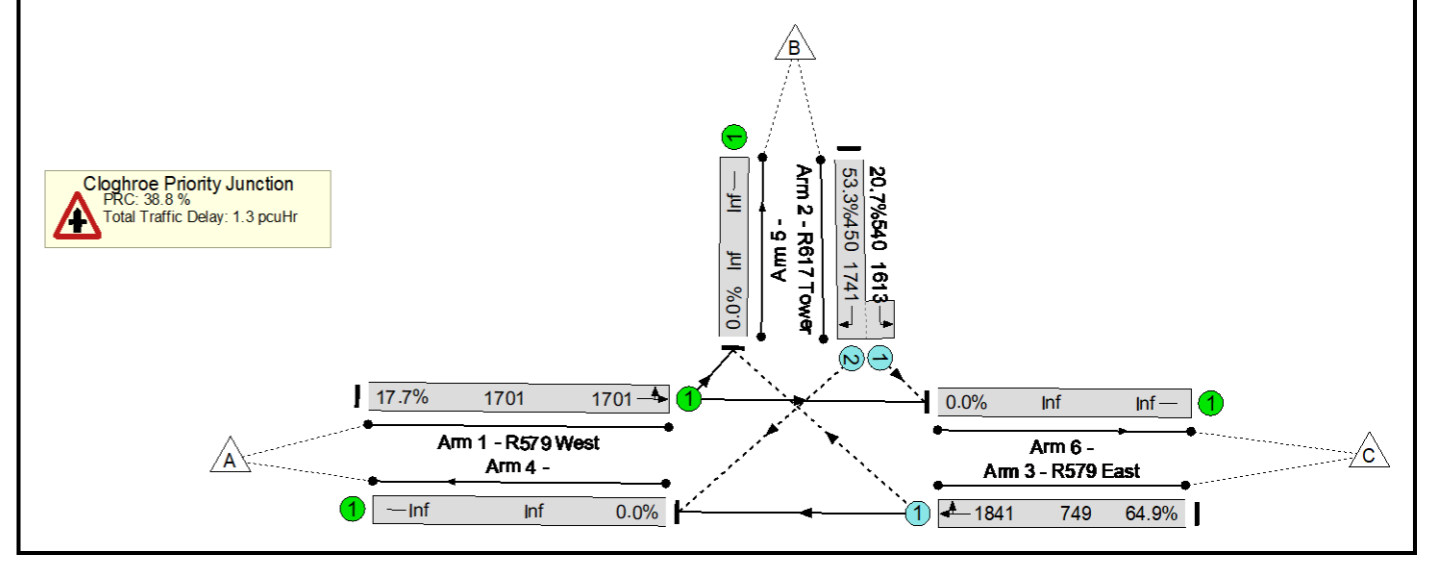 B
Cloghroe Priority Junction
PRC: 38.8 %
Total Traffic Delay: 1.3 pcuHr
1
Inf Inf 0.0%
Arm 5 -
Arm 2 - R617 Tower
53.3% 450 1741
20.7% 540 1613
2 1
17.7% 1701 1701
1
0.0% Inf Inf
1
Arm 1 - R579 West
Arm 4 -
A
Arm 6 -
Arm 3 - R579 East
C
1
Inf Inf 0.0%
1
1841 749 64.9%